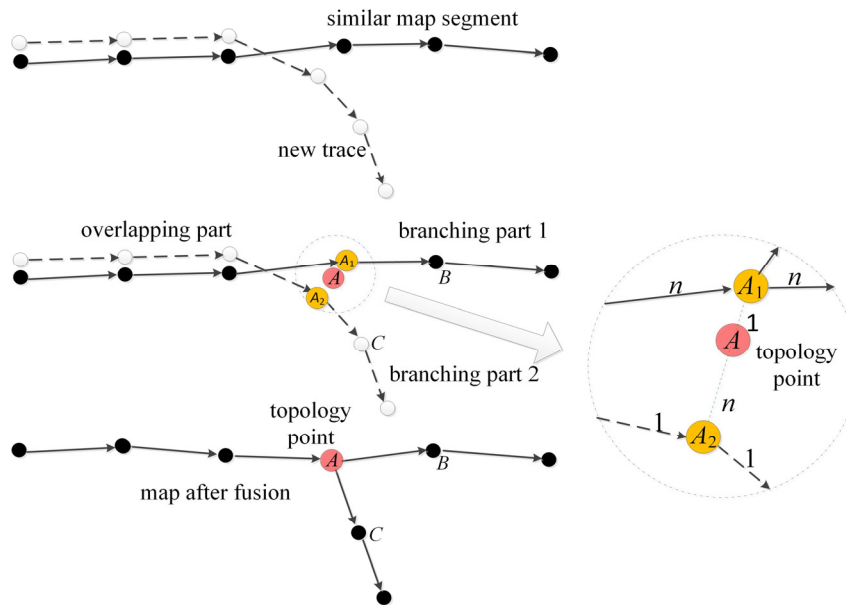 similar map segment
new trace
overlapping part
branching part 1
A₁
A
A₂
B
C
branching part 2
n
A₁
n
1
A
topology
point
n
1
A₂
1
topology
point
A
B
map after fusion
C